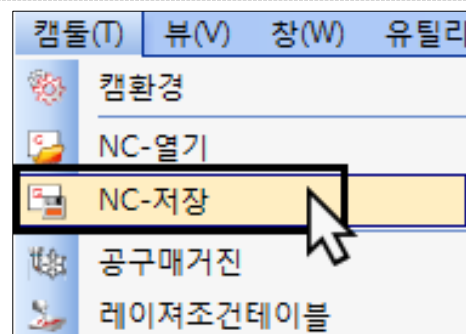 캠툴(T) 뷰(V) 창(W) 유틸리
캠환경
NC-열기
NC-저장
공구매거진
레이져조건테이블